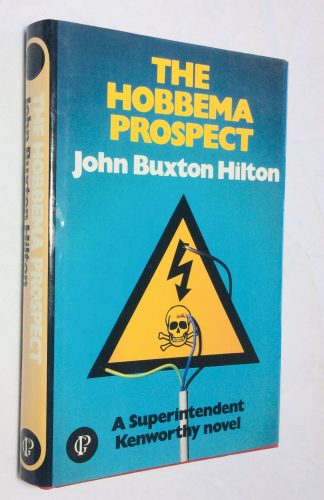 THE
HOBBEMA
PROSPECT
John Buxton Hilton
A Superintendent
Kenworthy novel
THE HOBBEMA PROSPECT
John Buxton Hilton